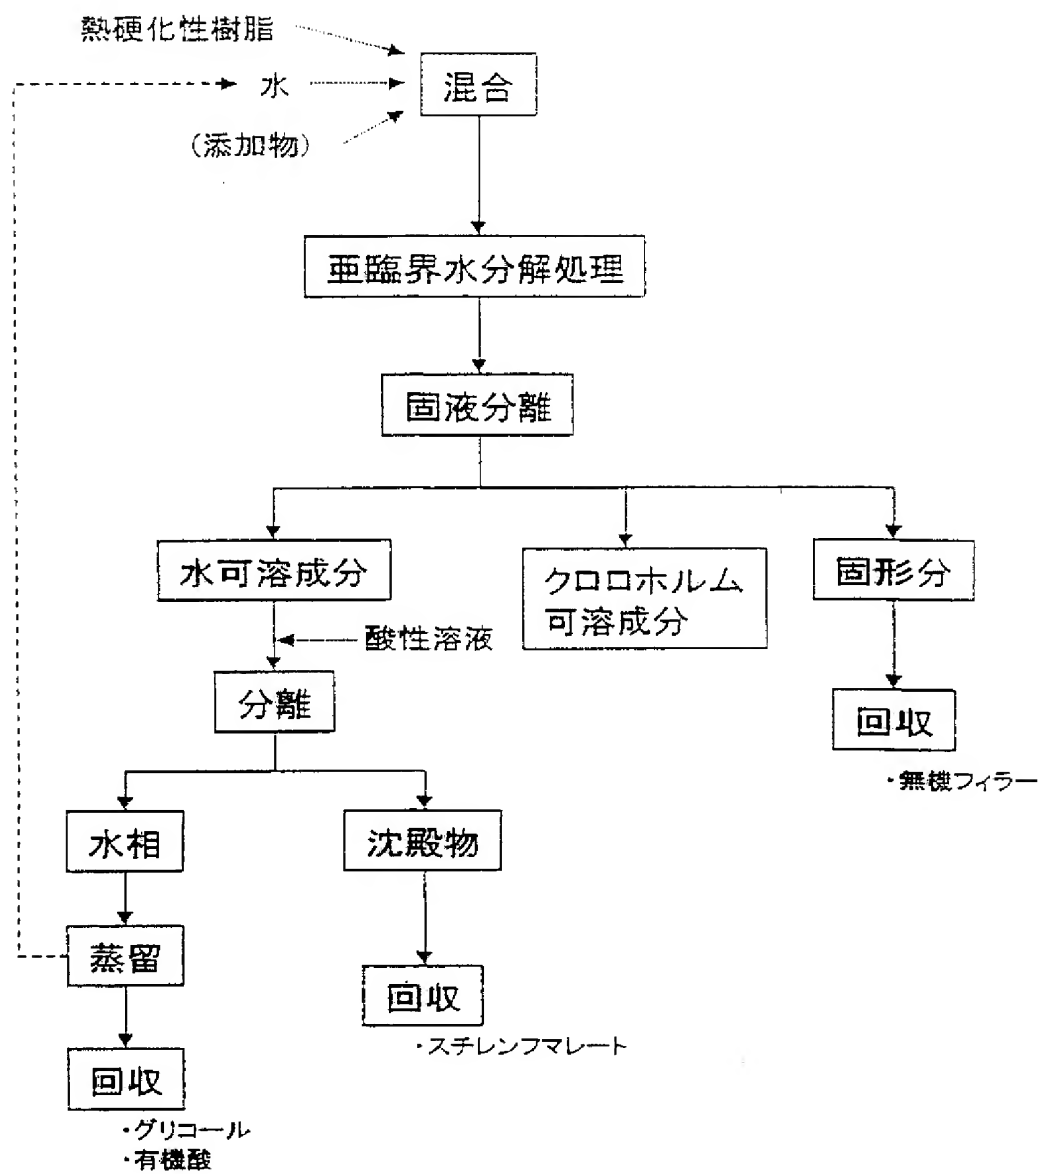 熱硬化性樹脂
水
(添加物)
混合
亜臨界水分解処理
固液分離
水可溶成分
クロロホルム
可溶成分
固形分
酸性溶液
分離
回収
・無機フィラー
水相
沈殿物
蒸留
回収
・スチレンフマレート
回収
・グリコール
・有機酸